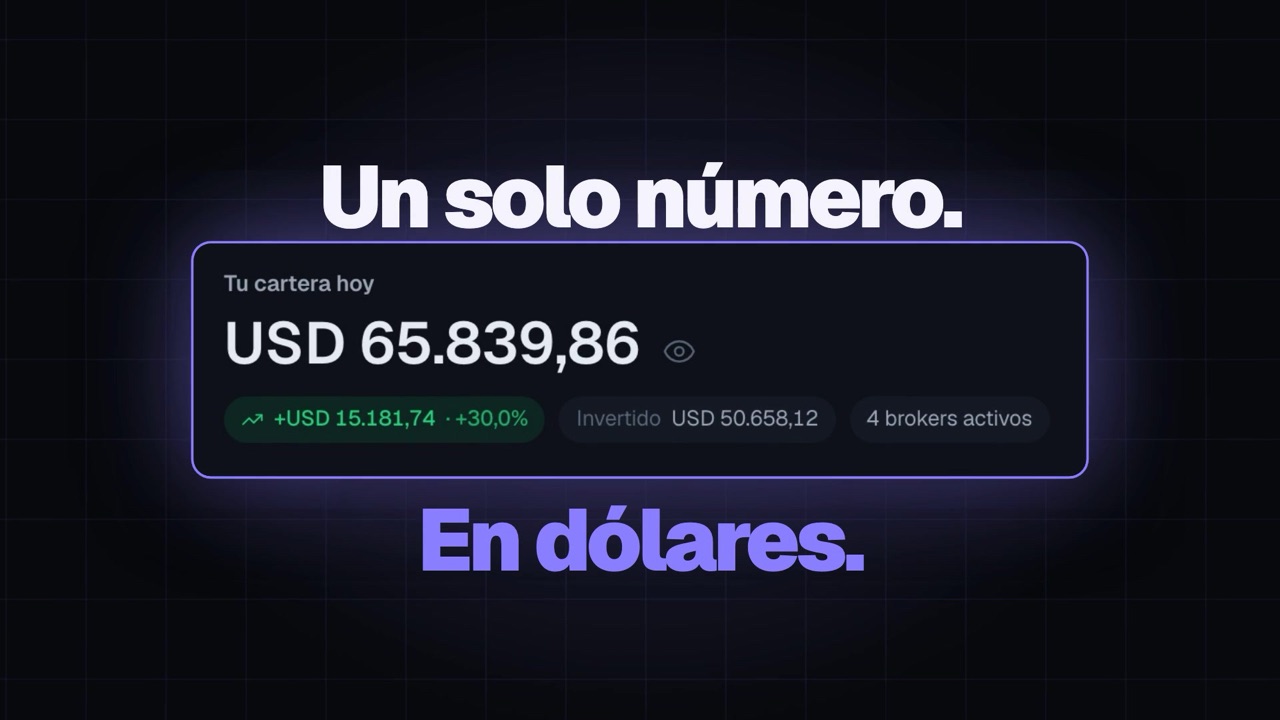 Un solo número.
Tu cartera hoy
USD 65.839,86
+USD 15.181,74 · +30,0% Invertido USD 50.658,12 4 brokers activos
En dólares.